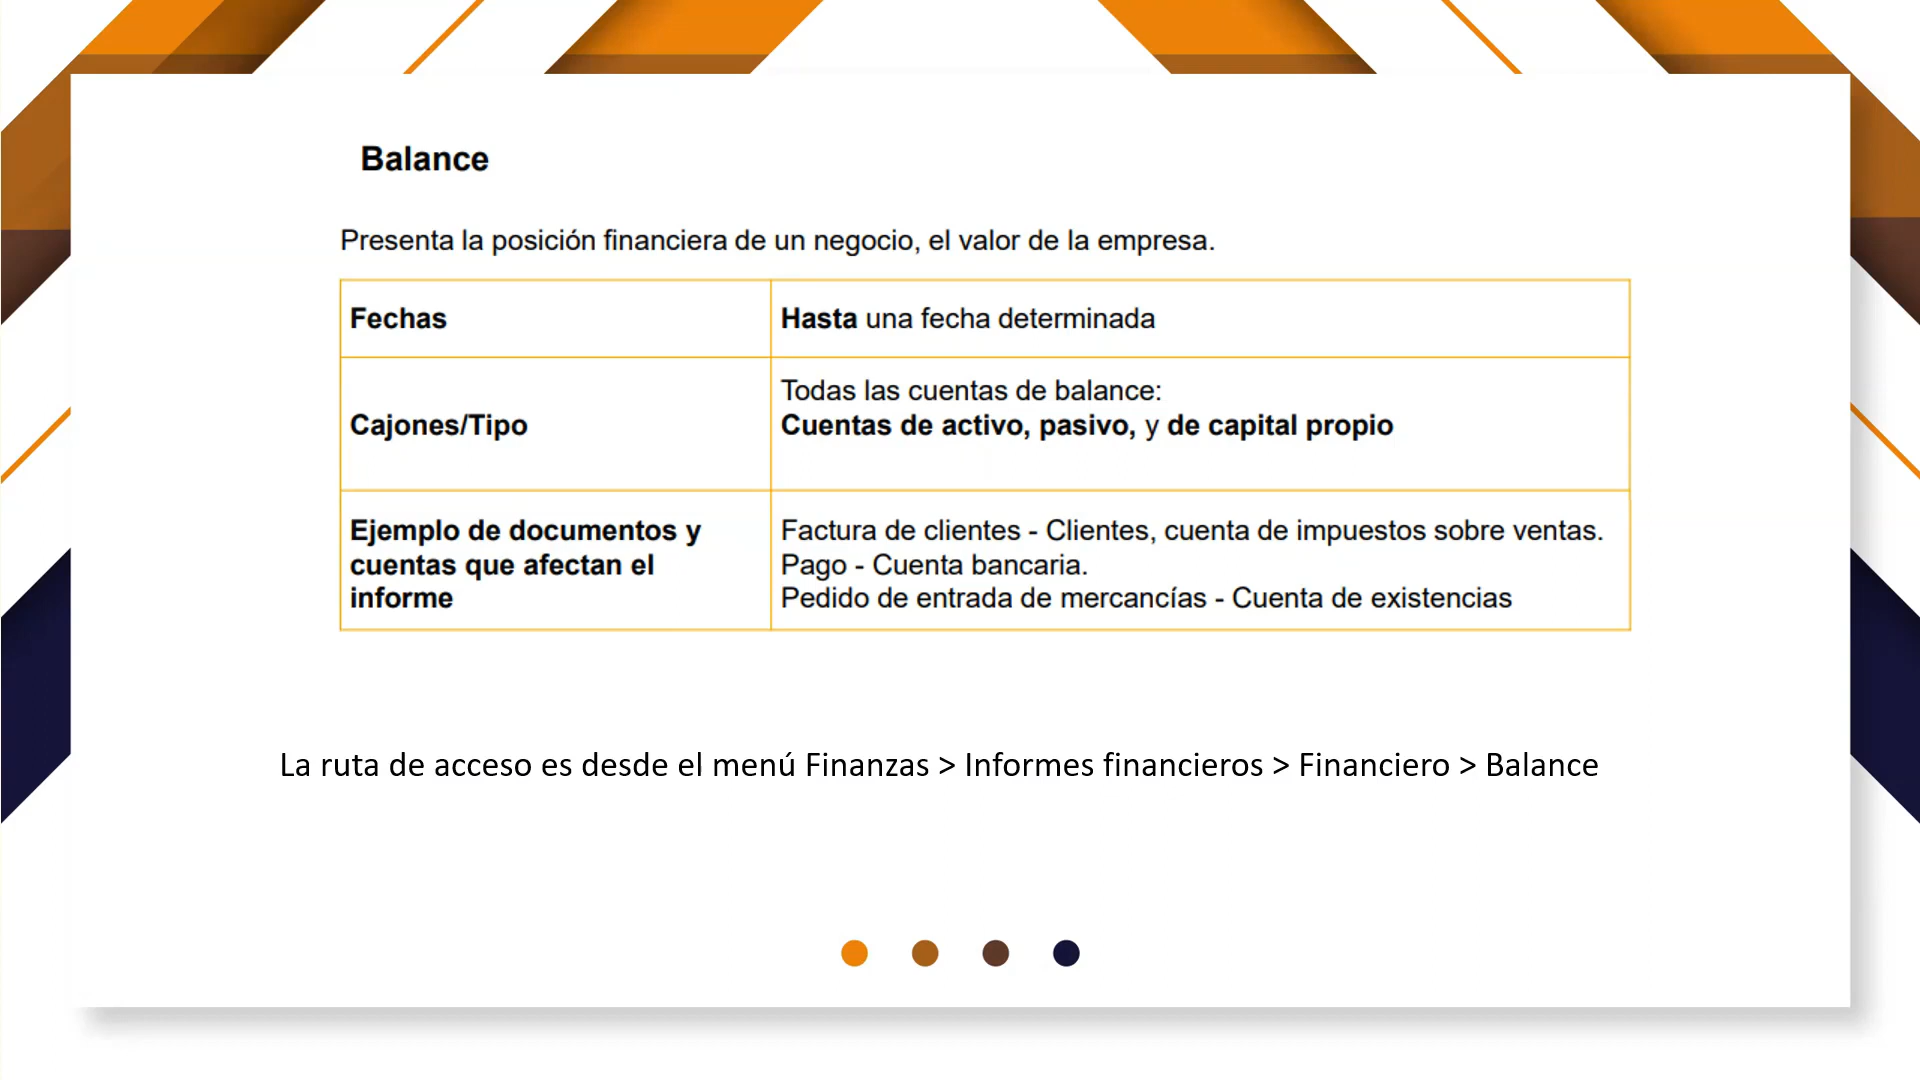 Balance
Presenta la posición financiera de un negocio, el valor de la empresa.
Fechas
Hasta una fecha determinada
Cajones/Tipo
Todas las cuentas de balance:
Cuentas de activo, pasivo, y de capital propio
Ejemplo de documentos y
cuentas que afectan el
informe
Factura de clientes - Clientes, cuenta de impuestos sobre ventas.
Pago - Cuenta bancaria.
Pedido de entrada de mercancías - Cuenta de existencias
La ruta de acceso es desde el menú Finanzas > Informes financieros > Financiero > Balance